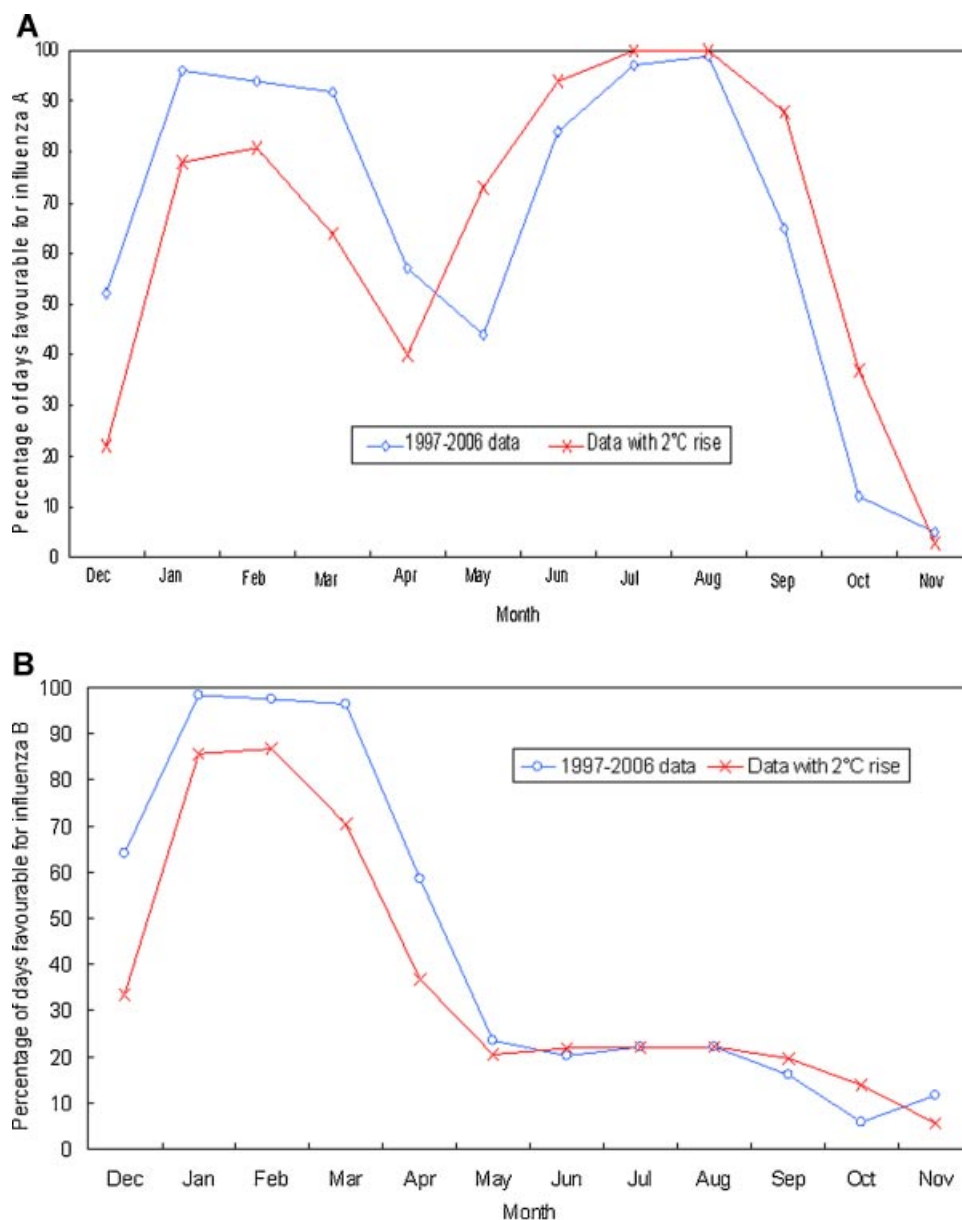 A
Percentage of days favourable for influenza A
100
90
80
70
60
50
40
30
20
10
0
1997-2006 data
Data with 2°C rise
Dec Jan Feb Mar Apr May Jun Jul Aug Sep Oct Nov
Month
B
Percentage of days favourable for influenza B
100
90
80
70
60
50
40
30
20
10
0
1997-2006 data
Data with 2°C rise
Dec Jan Feb Mar Apr May Jun Jul Aug Sep Oct Nov
Month